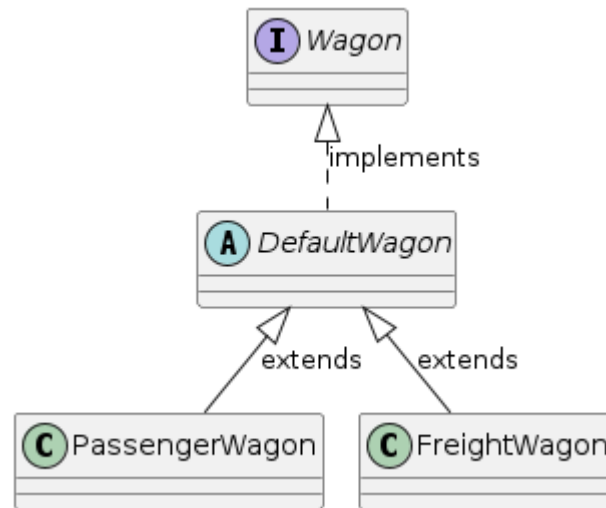 I Wagon
implements
A DefaultWagon
extends
extends
C PassengerWagon
C FreightWagon